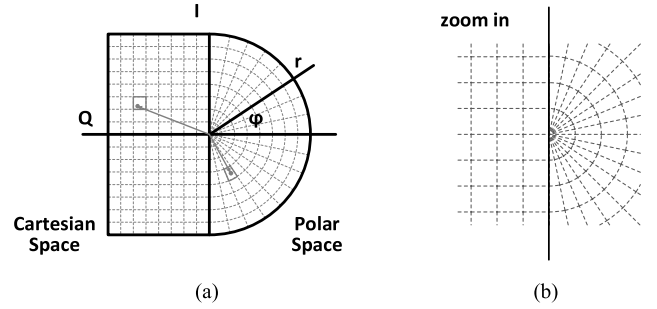 I
zoom in
r
Q
φ
Cartesian
Space
Polar
Space
(a)
(b)